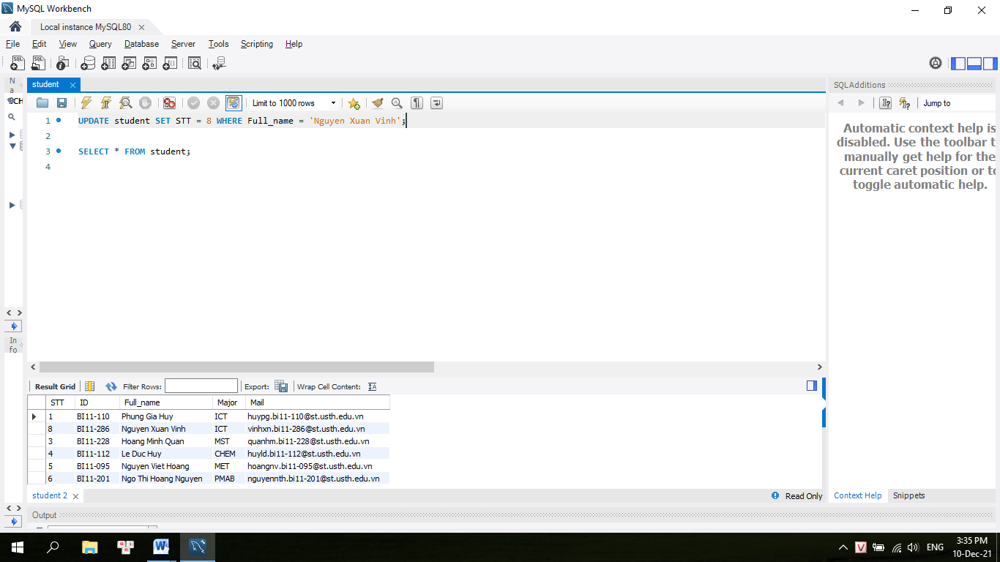 MySQL Workbench
Local instance MySQL80
File Edit View Query Database Server Tools Scripting Help
Na
SCH
student
Limit to 1000 rows
1 UPDATE student SET STT = 8 WHERE Full_name = 'Nguyen Xuan Vinh';
2
3 SELECT * FROM student;
4
In
fo
Result Grid Filter Rows: Export: Wrap Cell Content:
STT ID Full_name Major Mail
1 BI11-110 Phung Gia Huy ICT huypg.bi11-110@st.usth.edu.vn
8 BI11-286 Nguyen Xuan Vinh ICT vinhxn.bi11-286@st.usth.edu.vn
3 BI11-228 Hoang Minh Quan MST quanhm.bi11-228@st.usth.edu.vn
4 BI11-112 Le Duc Huy CHEM huyld.bi11-112@st.usth.edu.vn
5 BI11-095 Nguyen Viet Hoang MET hoangnv.bi11-095@st.usth.edu.vn
6 BI11-201 Ngo Thi Hoang Nguyen PMAB nguyennth.bi11-201@st.usth.edu.vn
student 2
Read Only
Output
SQLAdditions
Jump to
Automatic context help is
disabled. Use the toolbar t
manually get help for the
current caret position or to
toggle automatic help.
Context Help Snippets
ENG
3:35 PM
10-Dec-21